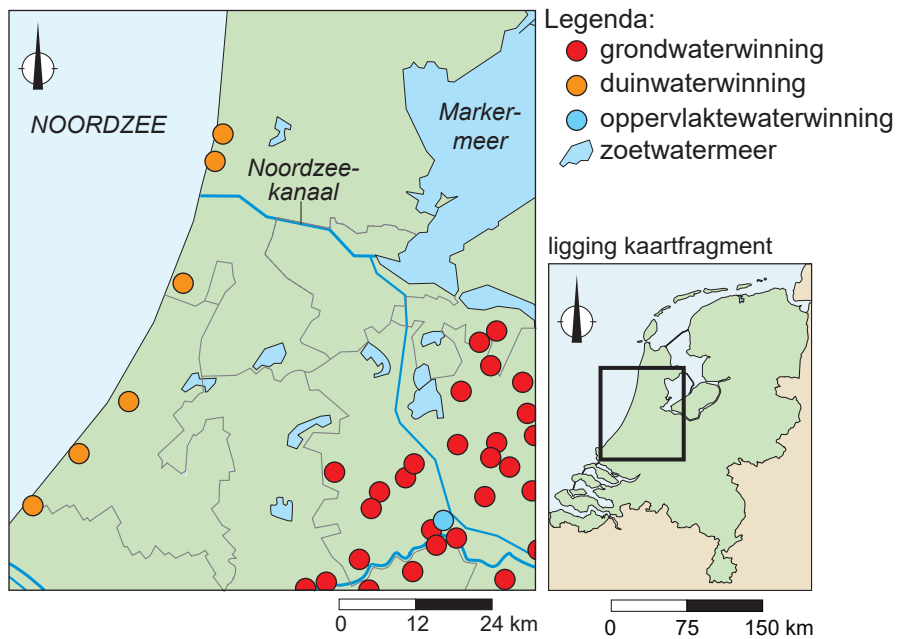 NOORDZEE
Marker-
meer
Noordzee-
kanaal
0 12 24 km
Legenda:
grondwaterwinning
duinwaterwinning
oppervlaktewaterwinning
zoetwatermeer
ligging kaartfragment
0 75 150 km